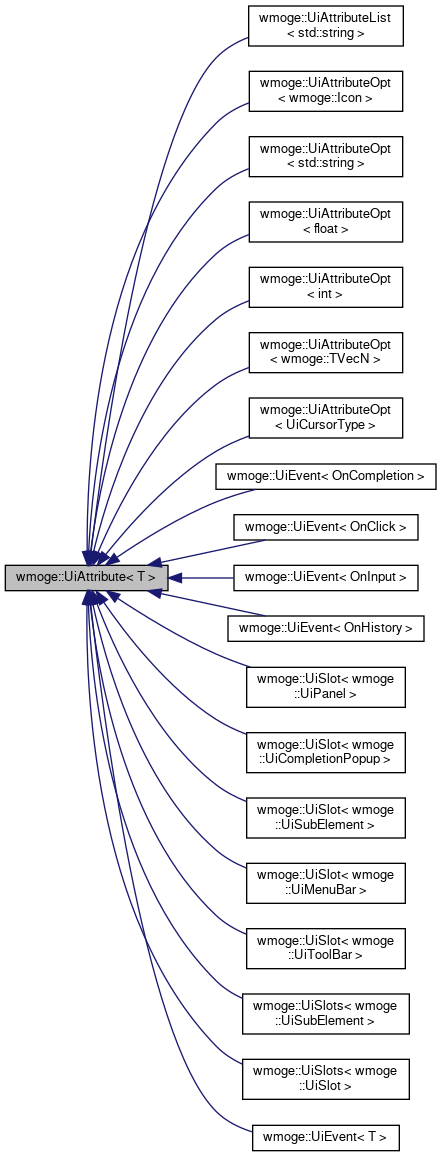 wmoge::UiAttributeList
< std::string >
wmoge::UiAttributeOpt
< wmoge::Icon >
wmoge::UiAttributeOpt
< std::string >
wmoge::UiAttributeOpt
< float >
wmoge::UiAttributeOpt
< int >
wmoge::UiAttributeOpt
< wmoge::TVecN >
wmoge::UiAttributeOpt
< UiCursorType >
wmoge::UiEvent< OnCompletion >
wmoge::UiEvent< OnClick >
wmoge::UiAttribute< T >
wmoge::UiEvent< OnInput >
wmoge::UiEvent< OnHistory >
wmoge::UiSlot< wmoge
::UiPanel >
wmoge::UiSlot< wmoge
::UiCompletionPopup >
wmoge::UiSlot< wmoge
::UiSubElement >
wmoge::UiSlot< wmoge
::UiMenuBar >
wmoge::UiSlot< wmoge
::UiToolBar >
wmoge::UiSlots< wmoge
::UiSubElement >
wmoge::UiSlots< wmoge
::UiSlot >
wmoge::UiEvent< T >